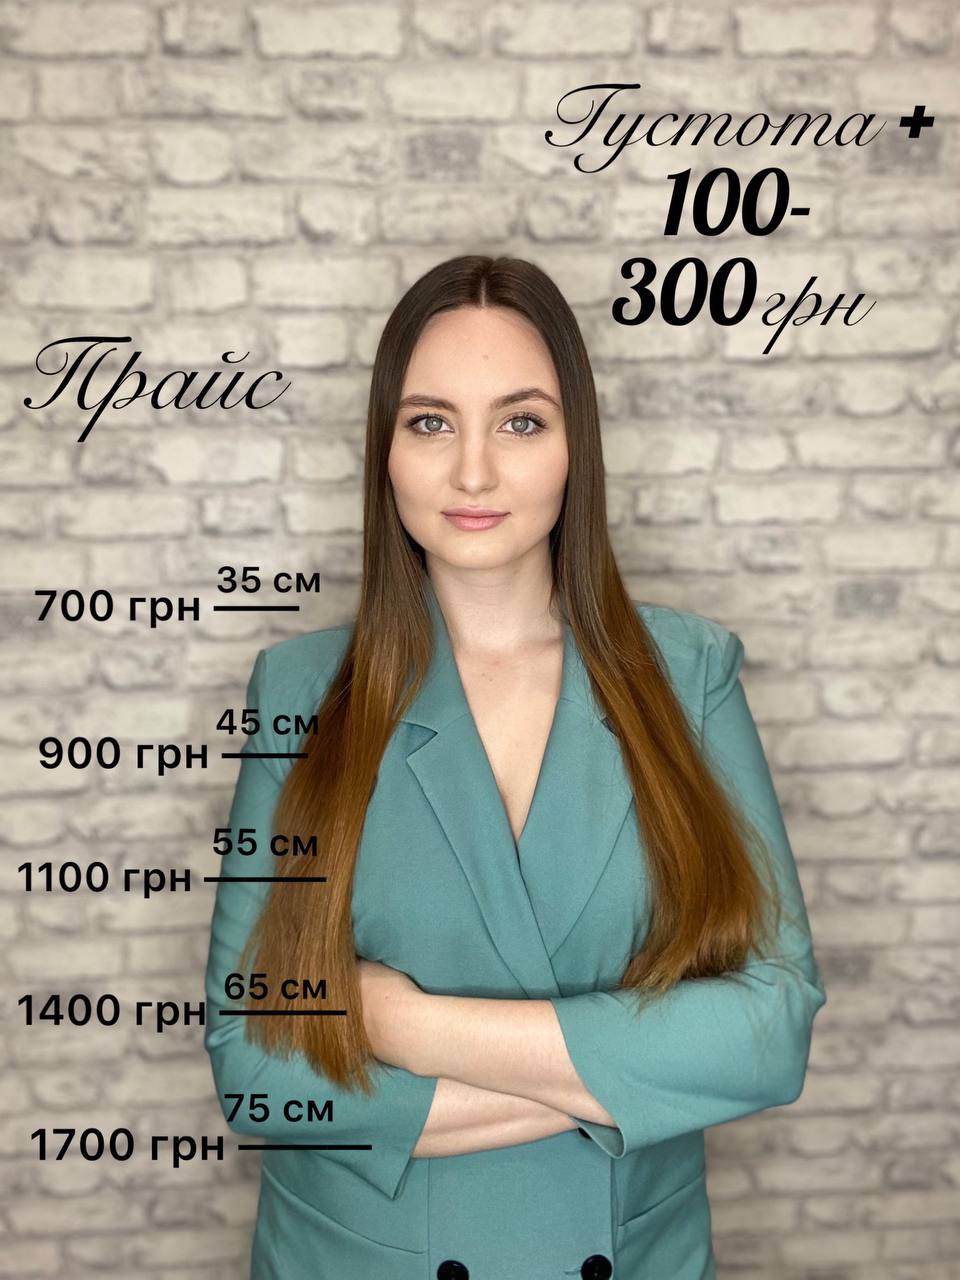 Густота +
100-
300 грн
Прайс
35 см
700 грн
45 см
900 грн
55 см
1100 грн
65 см
1400 грн
75 см
1700 грн